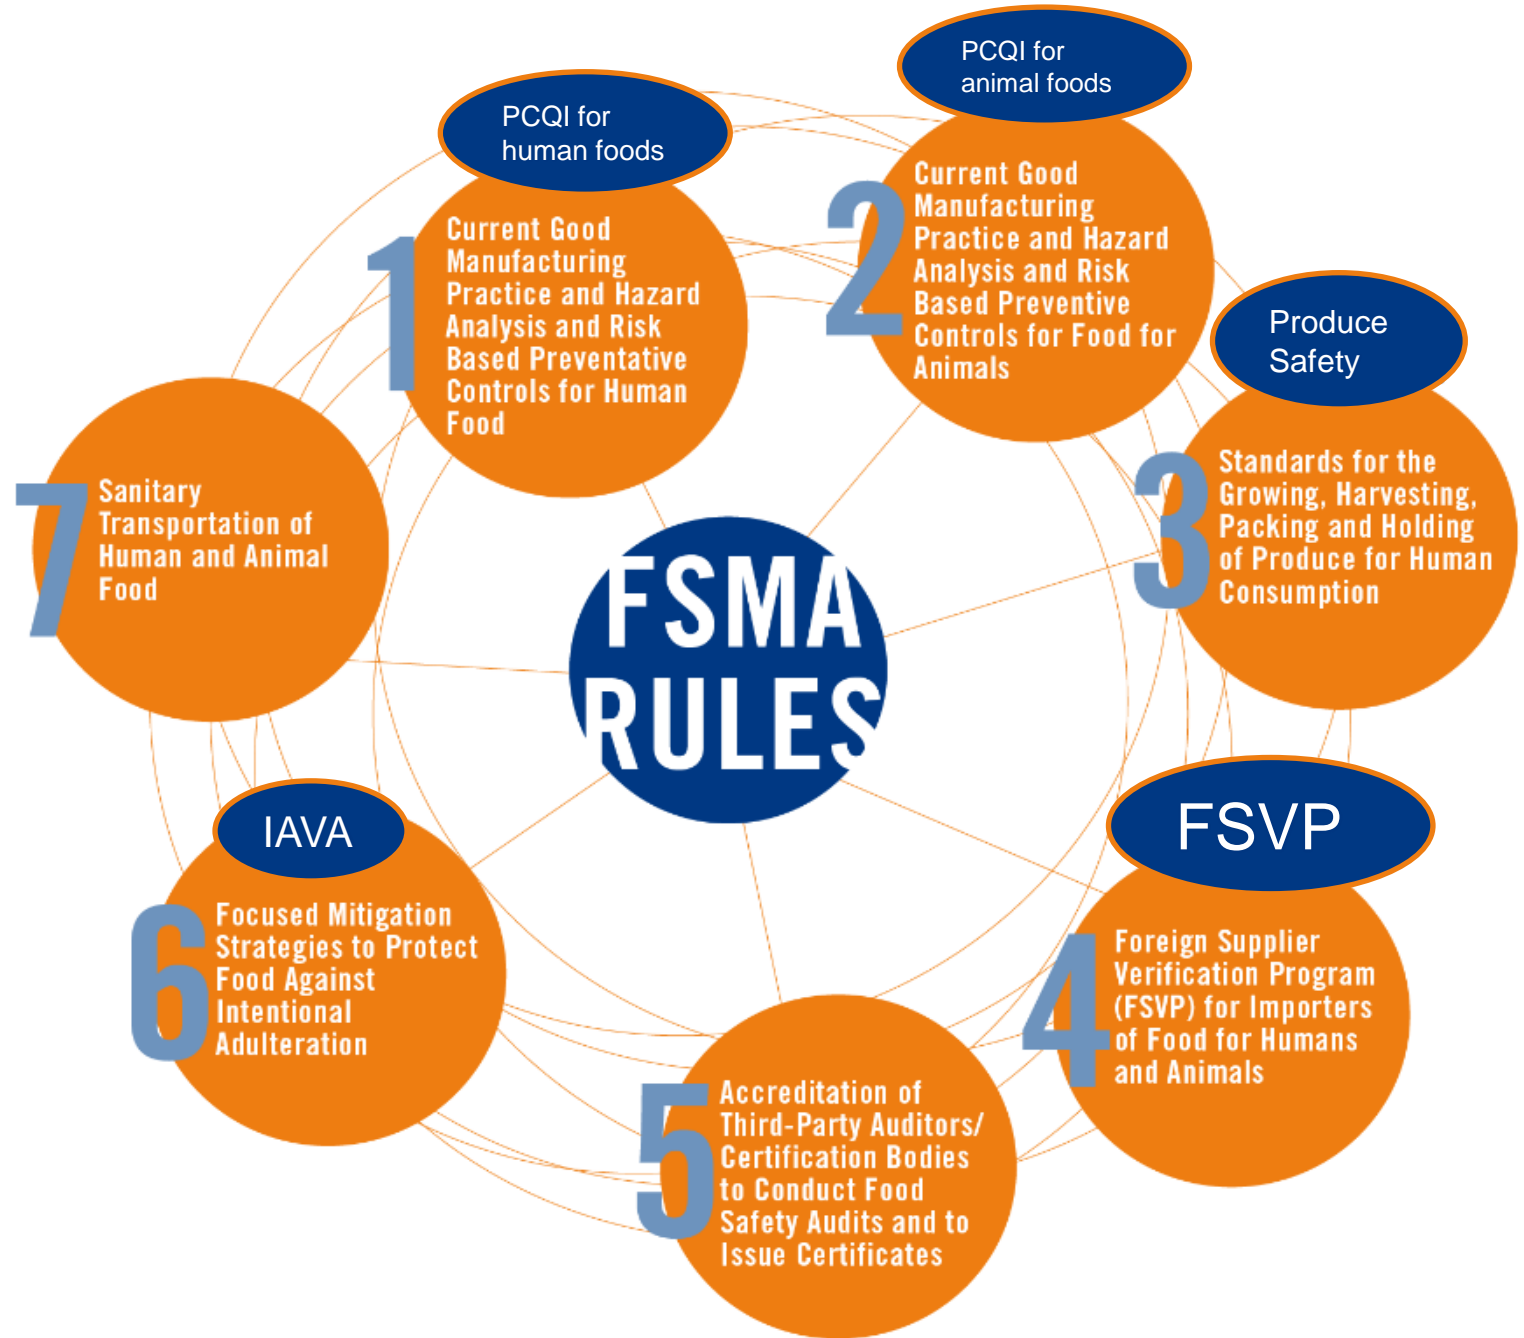 PCQI for
human foods
1
Current Good
Manufacturing
Practice and Hazard
Analysis and Risk
Based Preventative
Controls for Human
Food
PCQI for
animal foods
2
Current Good
Manufacturing
Practice and Hazard
Analysis and Risk
Based Preventive
Controls for Food for
Animals
Produce
Safety
3
Standards for the
Growing, Harvesting,
Packing and Holding
of Produce for Human
Consumption
FSVP
4
Foreign Supplier
Verification Program
(FSVP) for Importers
of Food for Humans
and Animals
5
Accreditation of
Third-Party Auditors/
Certification Bodies
to Conduct Food
Safety Audits and to
Issue Certificates
IAVA
6
Focused Mitigation
Strategies to Protect
Food Against
Intentional
Adulteration
7
Sanitary
Transportation of
Human and Animal
Food
FSMA
RULES